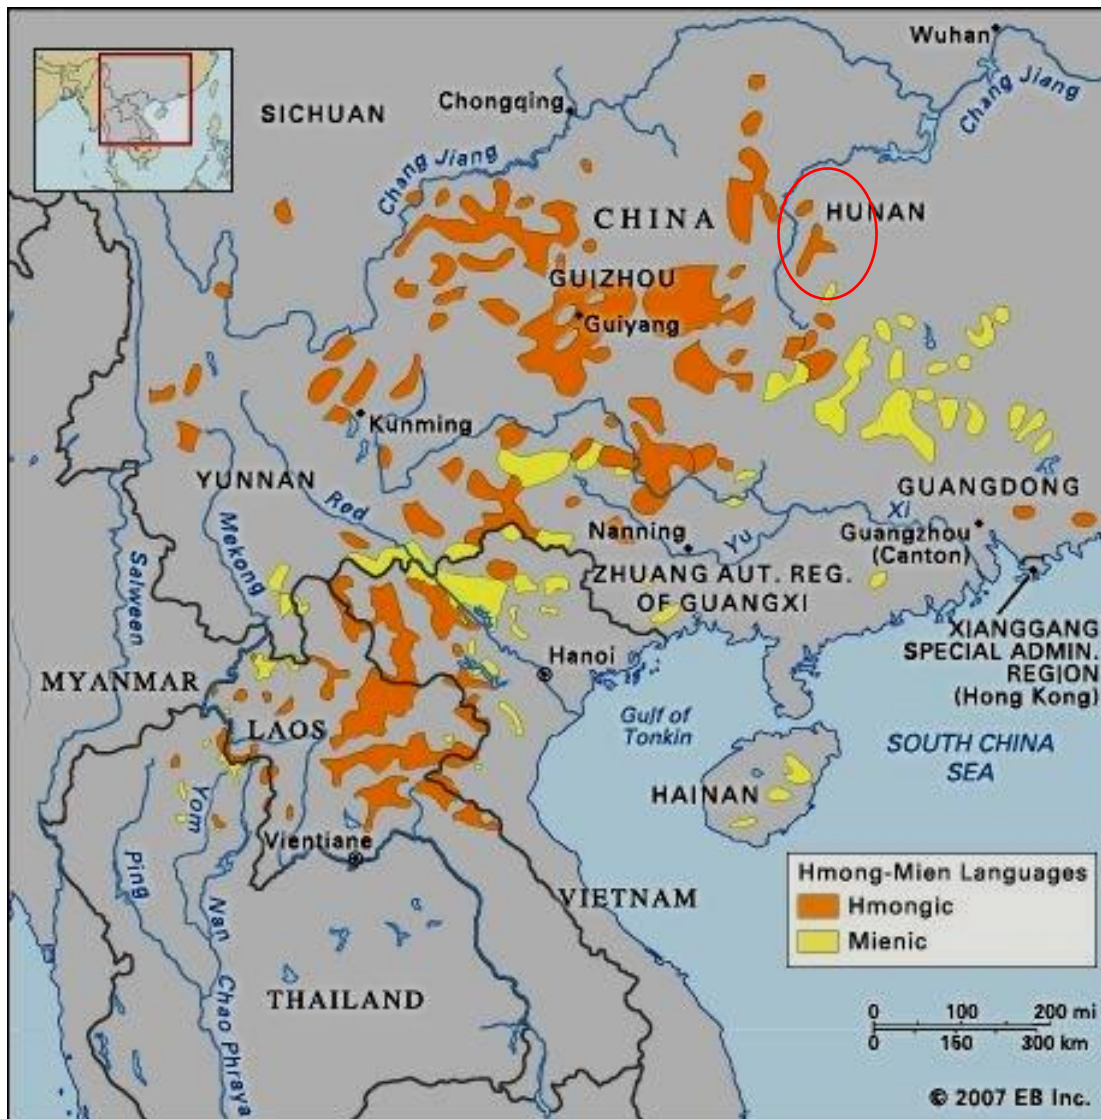 Wuhan
Chang Jiang
Chongqing
SICHUAN
Chang Jiang
CHINA
HUNAN
GUIZHOU
Guiyang
Kunming
YUNNAN
Red
Mekong
Salween
Nanning
Yu
Xi
GUANGDONG
Guangzhou
(Canton)
ZHUANG AUT. REG.
OF GUANGXI
XIANGGANG
SPECIAL ADMIN.
REGION
(Hong Kong)
Hanoi
MYANMAR
LAOS
Gulf of
Tonkin
SOUTH CHINA
SEA
HAINAN
Yom
Ping
Nan
Vientiane
VIETNAM
Chao Phraya
THAILAND
Hmong-Mien Languages
Hmongic
Mienic
0 100 200 mi
0 150 300 km
© 2007 EB Inc.